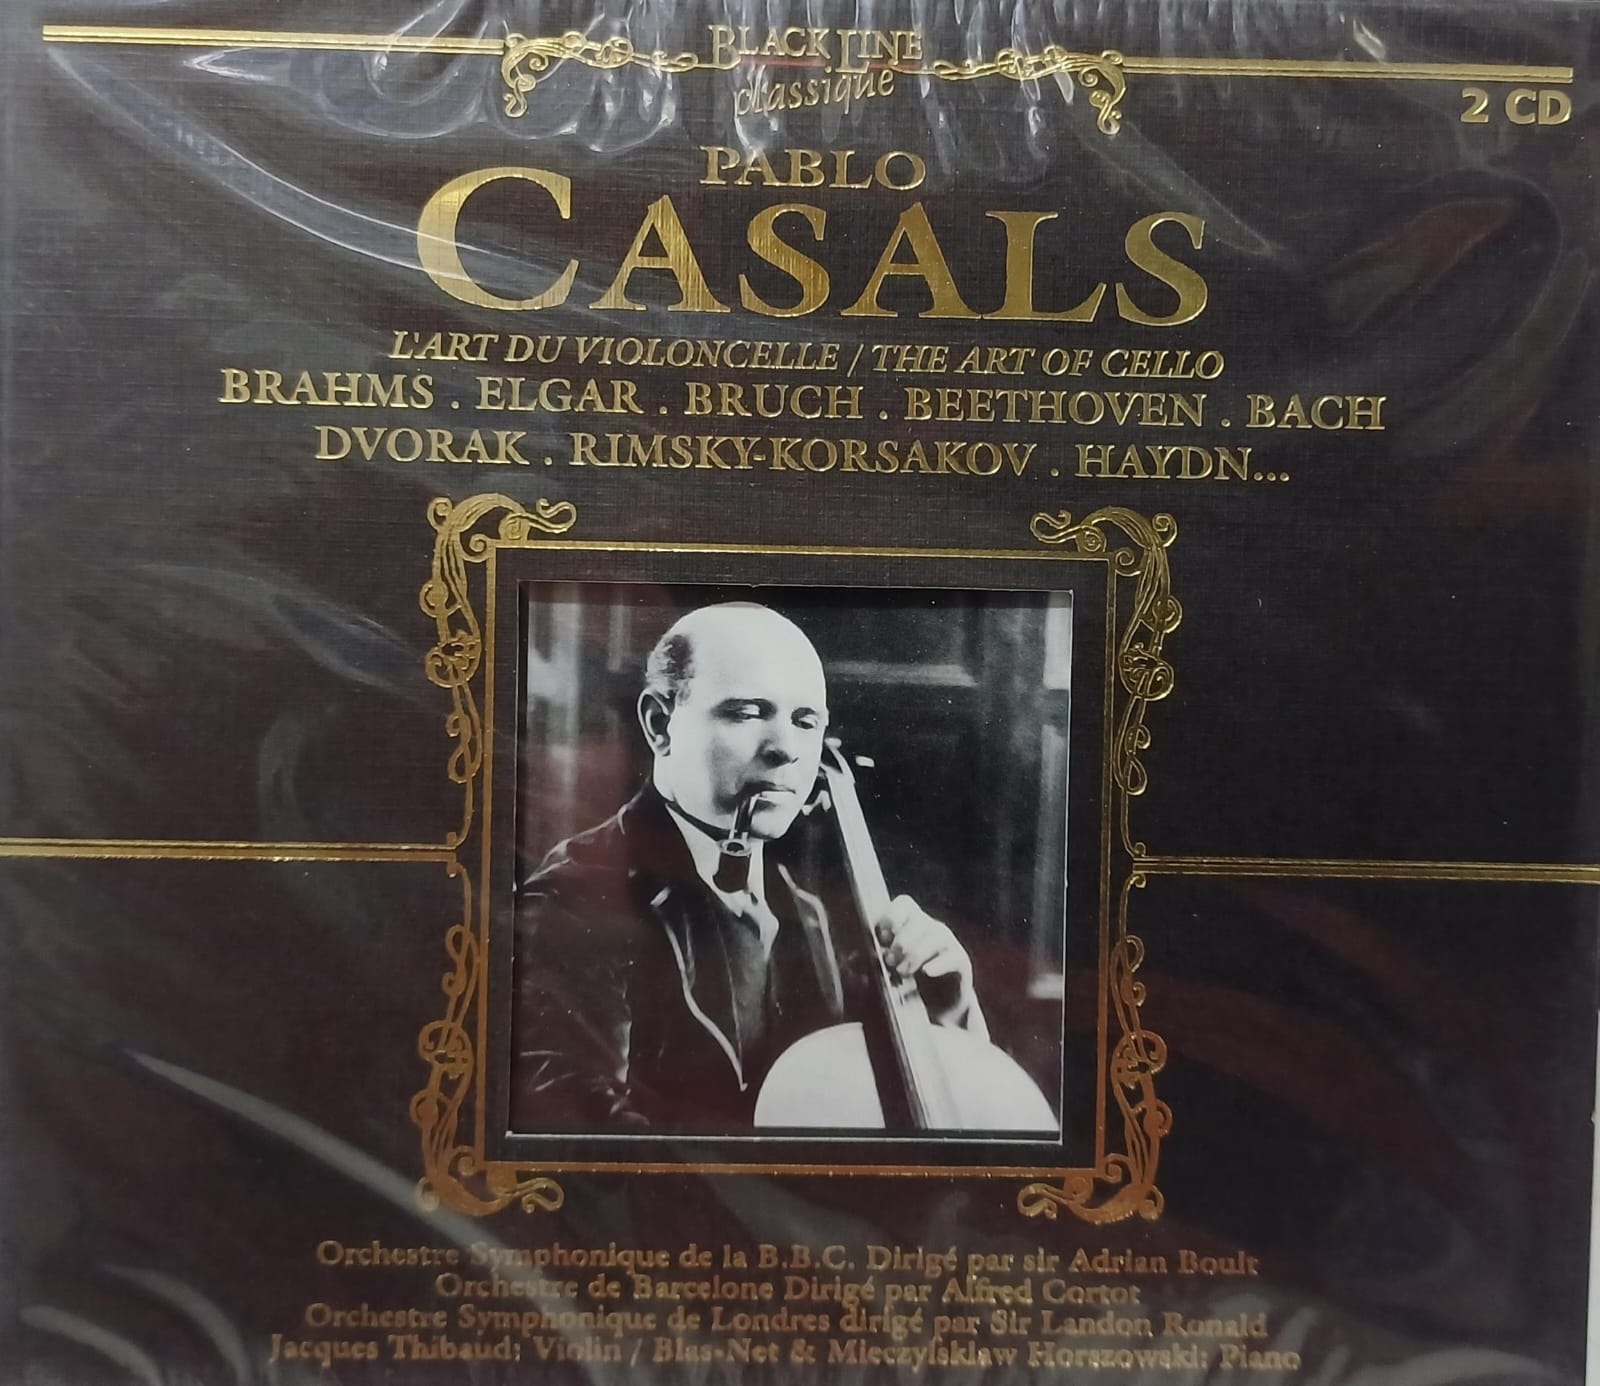 BLACK LINE
classique
2 CD
PABLO
CASALS
L'ART DU VIOLONCELLE / THE ART OF CELLO
BRAHMS . ELGAR . BRUCH . BEETHOVEN . BACH
DVORAK . RIMSKY-KORSAKOV . HAYDN...
Orchestre Symphonique de la B.B.C. Dirigé par sir Adrian Boult
Orchestre de Barcelone Dirigé par Alfred Cortot
Orchestre Symphonique de Londres dirigé par Sir Landon Ronald
Jacques Thibaud: Violin / Blas-Net & Mieczylsklaw Horszowski: Piano